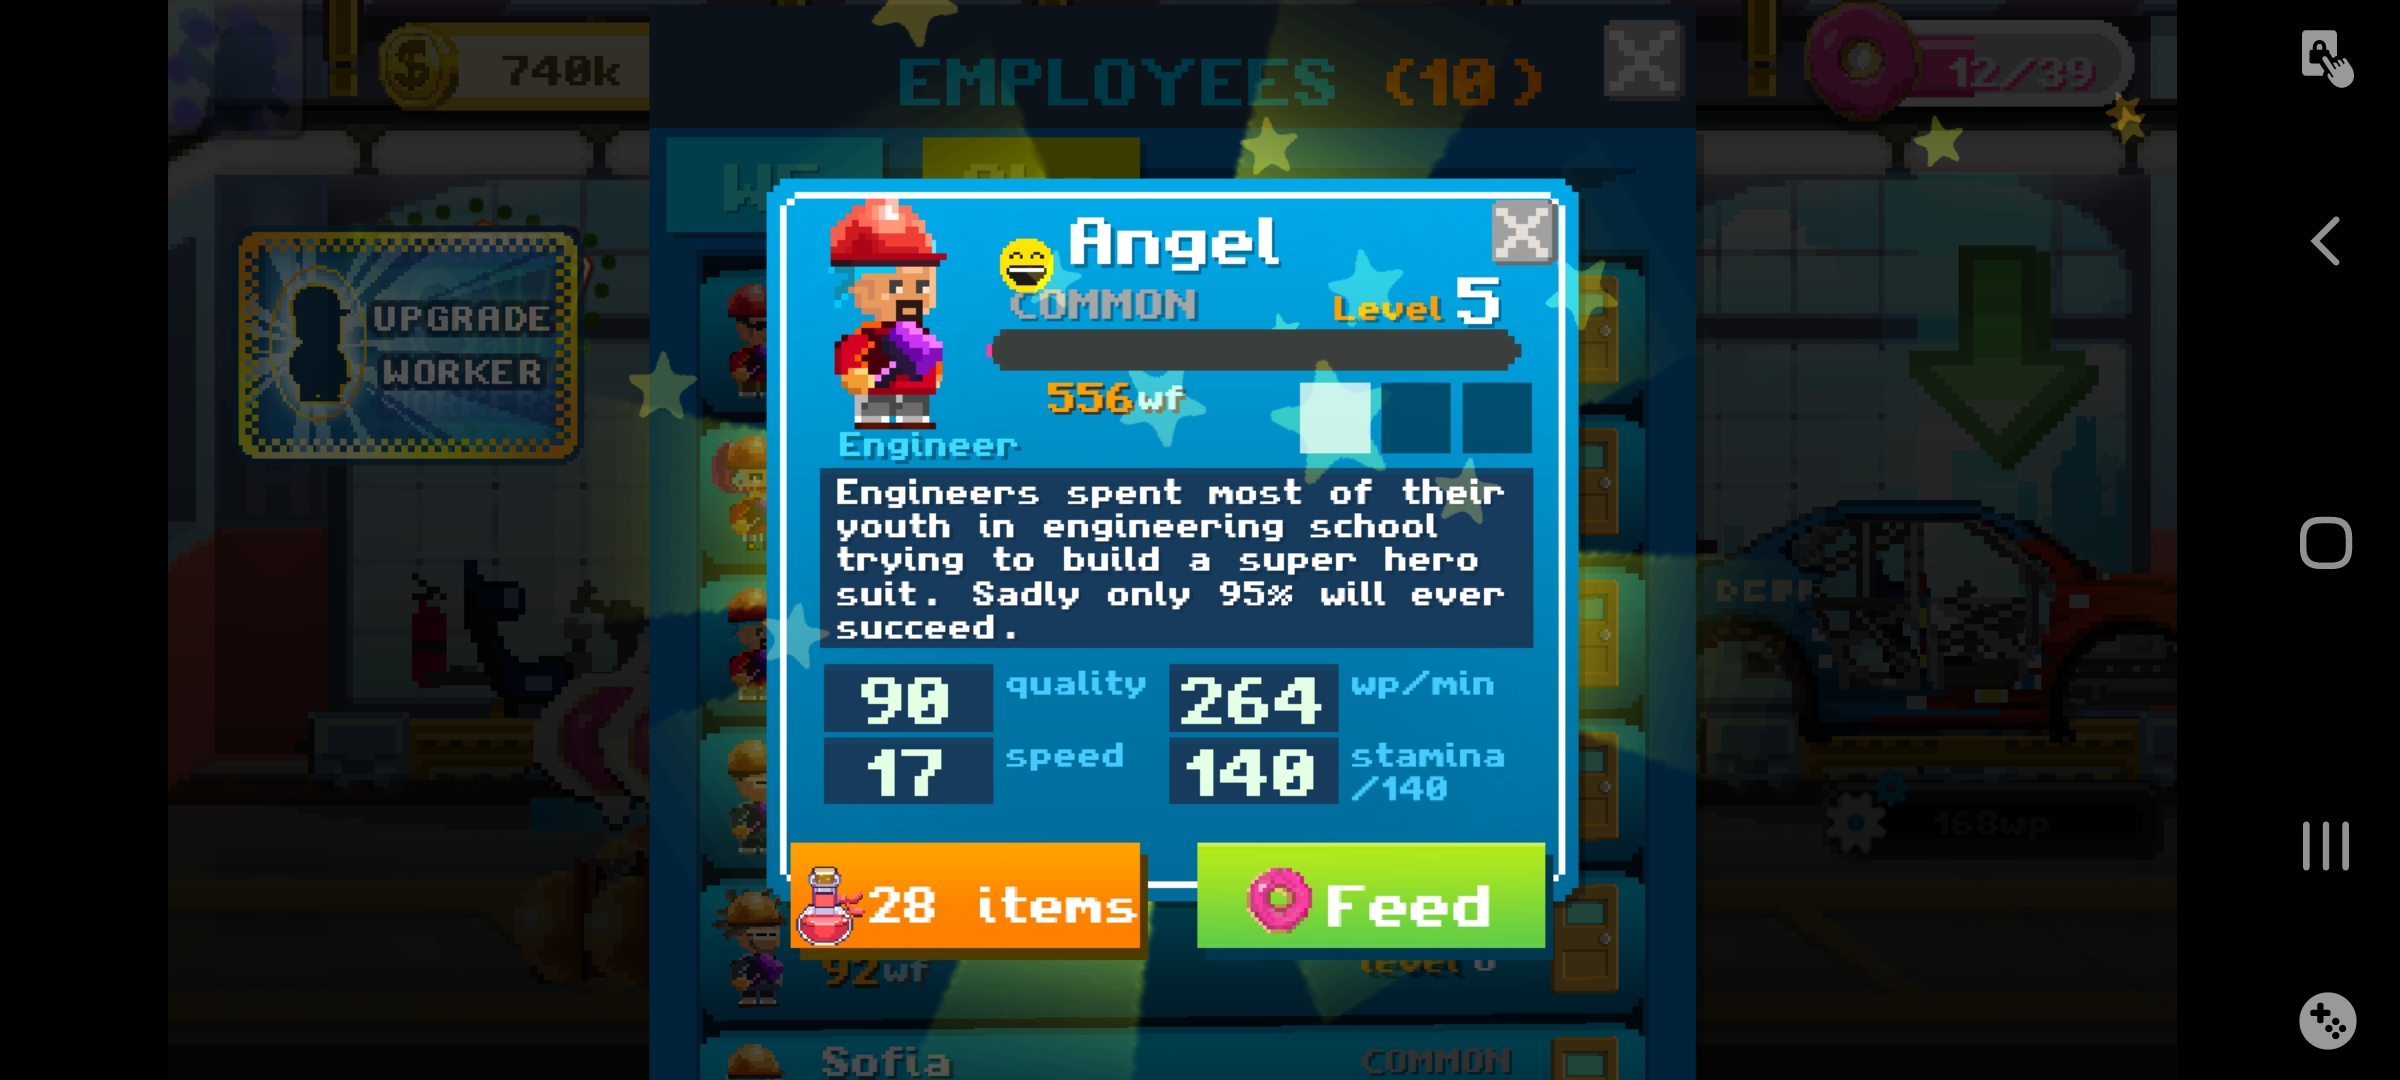 740k
EMPLOYEES (10)
12/39
UPGRADE
WORKER
Angel
COMMON
Level 5
556wf
Engineer
Engineers spent most of their
youth in engineering school
trying to build a super hero
suit. Sadly only 95% will ever
succeed.
90 quality
264 wp/min
17 speed
140 stamina
/140
28 items
Feed
168wp
92wf
level
Sofia
COMMON